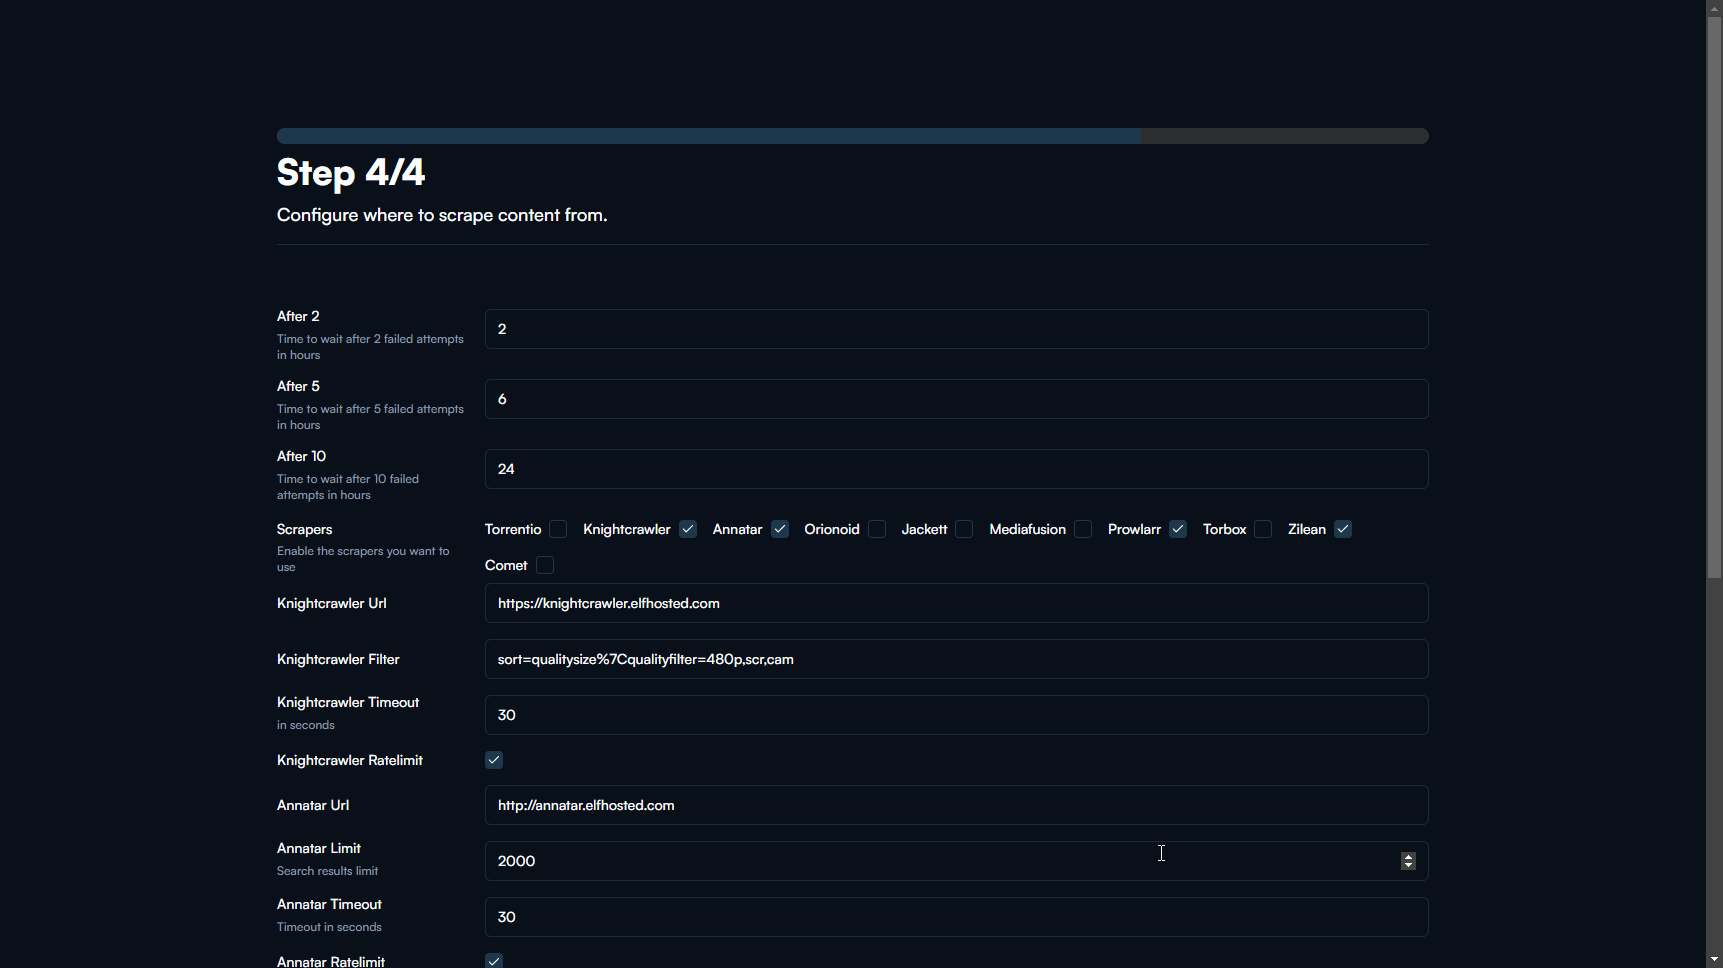 Step 4/4
Configure where to scrape content from.
After 2
Time to wait after 2 failed attempts
in hours
2
After 5
Time to wait after 5 failed attempts
in hours
6
After 10
Time to wait after 10 failed
attempts in hours
24
Scrapers
Enable the scrapers you want to
use
Torrentio Knightcrawler Annatar Orionoid Jackett Mediafusion Prowlarr Torbox Zilean
Comet
Knightcrawler Url
https://knightcrawler.elfhosted.com
Knightcrawler Filter
sort=qualitysize%7Cqualityfilter=480p,scr,cam
Knightcrawler Timeout
in seconds
30
Knightcrawler Ratelimit
Annatar Url
http://annatar.elfhosted.com
Annatar Limit
Search results limit
2000
Annatar Timeout
Timeout in seconds
30
Annatar Ratelimit